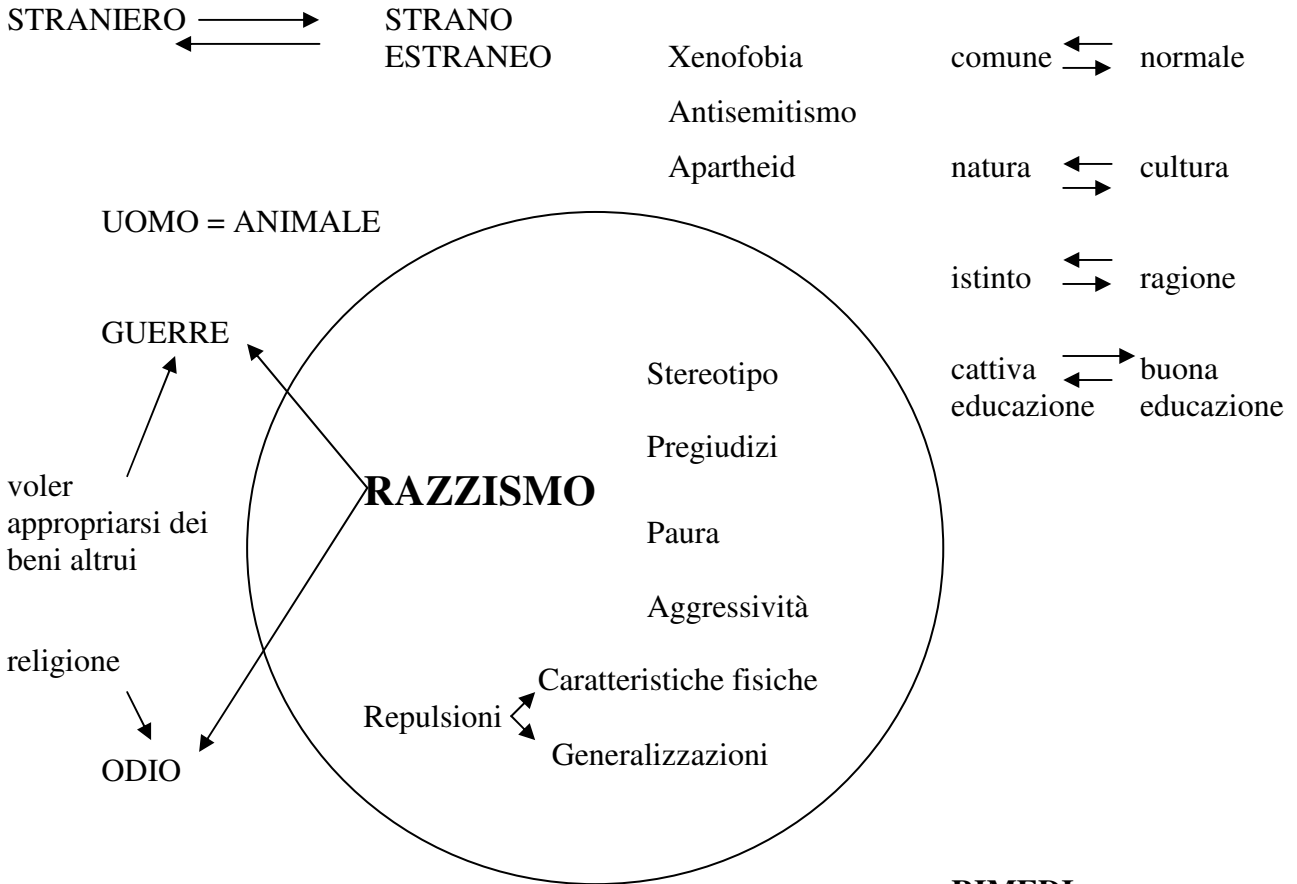 STRANIERO STRANO
ESTRANEO Xenofobia comune normale
Antisemitismo
Apartheid natura cultura
UOMO = ANIMALE
istinto ragione
GUERRE
Stereotipo cattiva buona
educazione educazione
Pregiudizi
voler RAZZISMO
appropriarsi dei
beni altrui Paura
Aggressività
religione
Caratteristiche fisiche
Repulsioni
Generalizzazioni
ODIO
RIMEDI